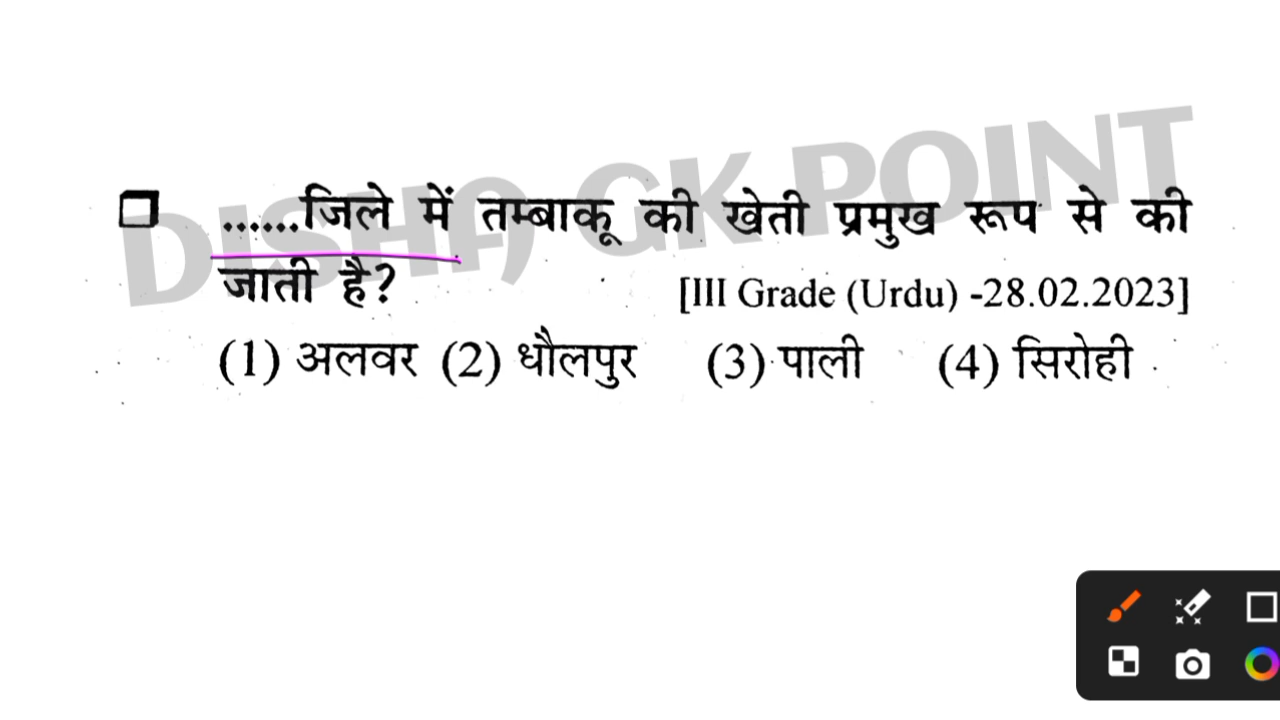 DISHA GK POINT
......जिले में तम्बाकू की खेती प्रमुख रूप से की
जाती है?
[III Grade (Urdu) -28.02.2023]
(1) अलवर (2) धौलपुर (3) पाली (4) सिरोही